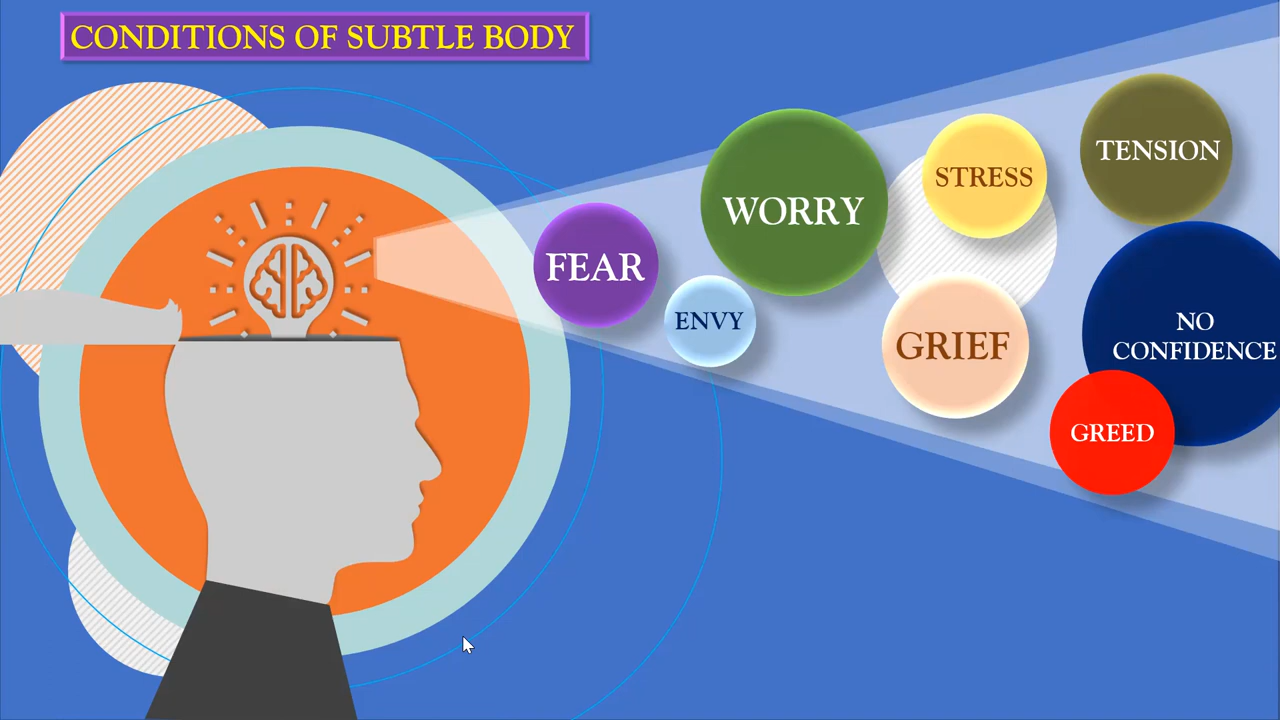 CONDITIONS OF SUBTLE BODY
FEAR
ENVY
WORRY
STRESS
GRIEF
TENSION
NO
CONFIDENCE
GREED